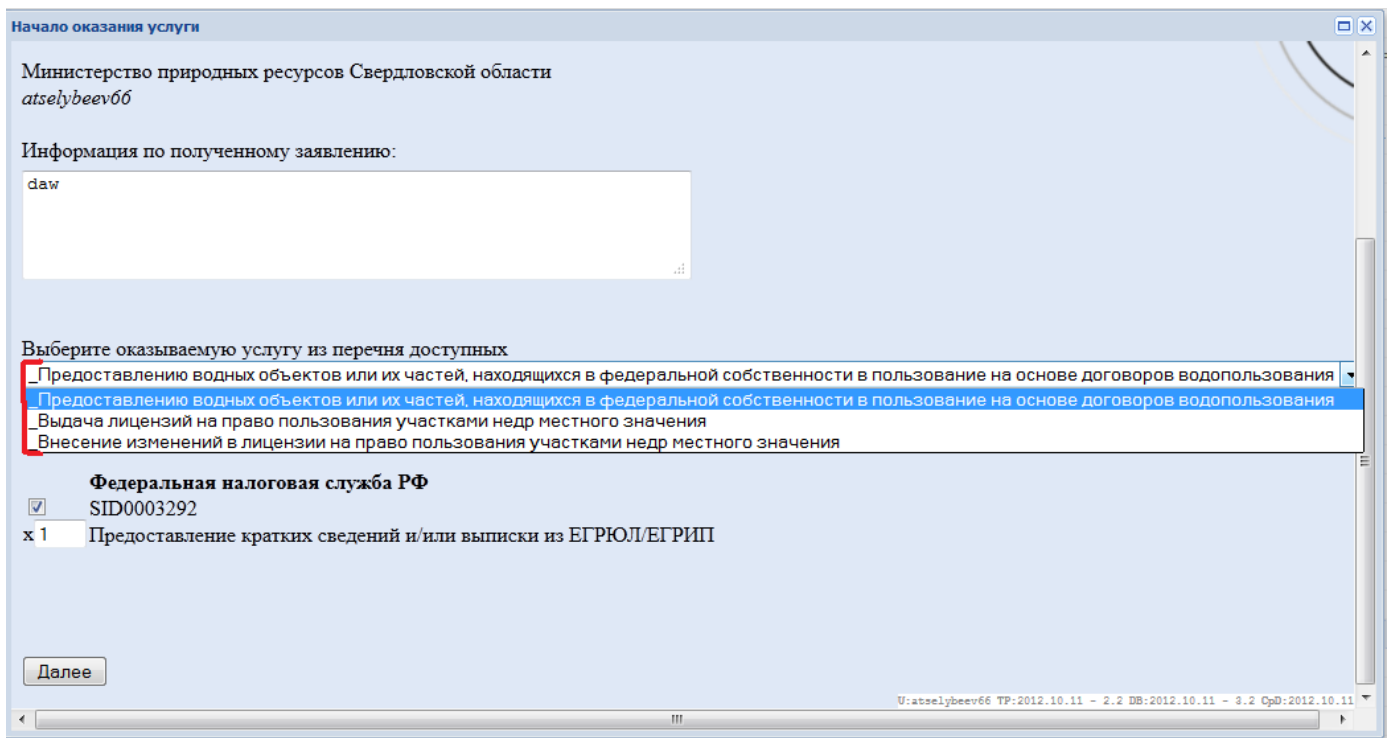 Начало оказания услуги
Министерство природных ресурсов Свердловской области
atselybeev66
Информация по полученному заявлению:
daw
Выберите оказываемую услугу из перечня доступных
_Предоставлению водных объектов или их частей, находящихся в федеральной собственности в пользование на основе договоров водопользования
_Предоставлению водных объектов или их частей, находящихся в федеральной собственности в пользование на основе договоров водопользования
_Выдача лицензий на право пользования участками недр местного значения
_Внесение изменений в лицензии на право пользования участками недр местного значения
Федеральная налоговая служба РФ
SID0003292
x 1 Предоставление кратких сведений и/или выписки из ЕГРЮЛ/ЕГРИП
Далее
U:atselybeev66 TP:2012.10.11 - 2.2 DB:2012.10.11 - 3.2 CpD:2012.10.11